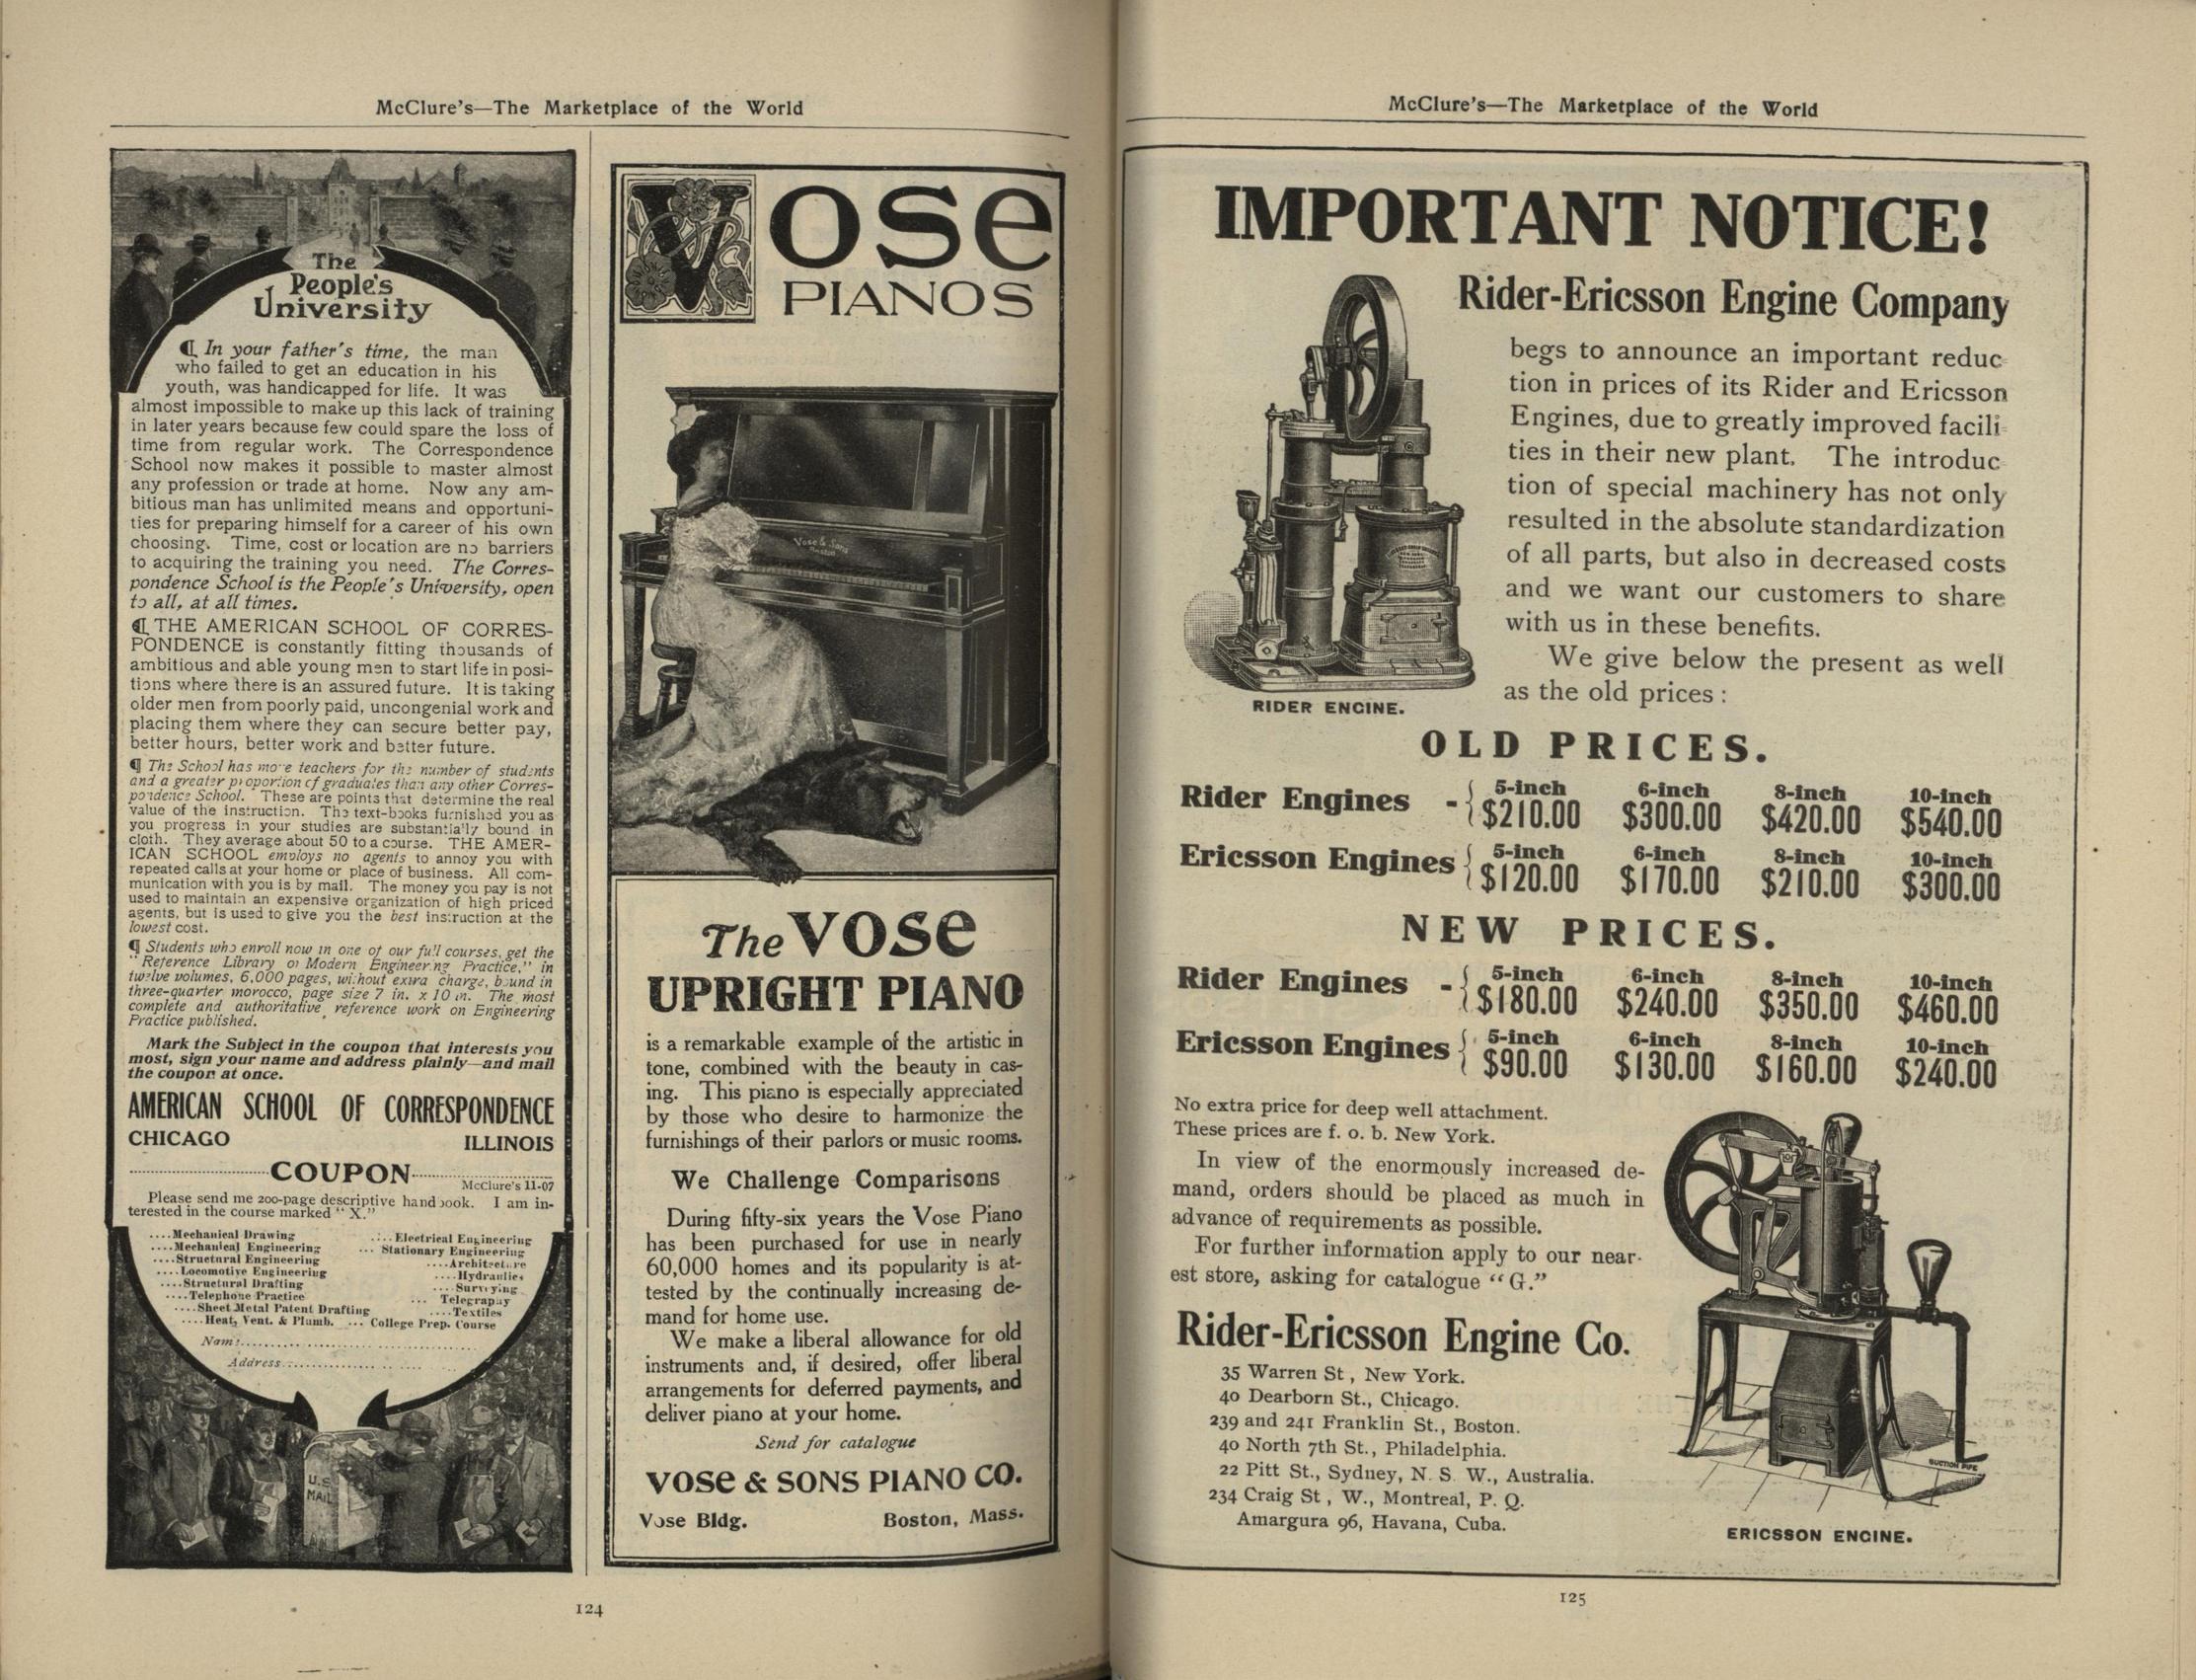 McClure's—The Marketplace of the World
The
People's
University
¶ In your father's time, the man
who failed to get an education in his
youth, was handicapped for life. It was
almost impossible to make up this lack of training
in later years because few could spare the loss of
time from regular work. The Correspondence
School now makes it possible to master almost
any profession or trade at home. Now any am-
bitious man has unlimited means and opportuni-
ties for preparing himself for a career of his own
choosing. Time, cost or location are no barriers
to acquiring the training you need. The Corres-
pondence School is the People's University, open
to all, at all times.
¶ THE AMERICAN SCHOOL OF CORRES-
PONDENCE is constantly fitting thousands of
ambitious and able young men to start life in posi-
tions where there is an assured future. It is taking
older men from poorly paid, uncongenial work and
placing them where they can secure better pay,
better hours, better work and better future.
¶ The School has more teachers for the number of students
and a greater proportion of graduates than any other Corres-
pondence School. These are points that determine the real
value of the instruction. The text-books furnished you as
you progress in your studies are substantially bound in
cloth. They average about 50 to a course. THE AMER-
ICAN SCHOOL employs no agents to annoy you with
repeated calls at your home or place of business. All com-
munication with you is by mail. The money you pay is not
used to maintain an expensive organization of high priced
agents, but is used to give you the best instruction at the
lowest cost.
¶ Students who enroll now in one of our full courses, get the
"Reference Library of Modern Engineering Practice," in
twelve volumes, 6,000 pages, without extra charge, bound in
three-quarter morocco, page size 7 in. x 10 in. The most
complete and authoritative reference work on Engineering
Practice published.
Mark the Subject in the coupon that interests you
most, sign your name and address plainly—and mail
the coupon at once.
AMERICAN SCHOOL OF CORRESPONDENCE
CHICAGO ILLINOIS
COUPON
McClure's 11-07
Please send me 200-page descriptive handbook. I am in-
terested in the course marked "X."
....Mechanical Drawing ....Electrical Engineering
....Mechanical Engineering ... Stationary Engineering
....Structural Engineering ....Architecture
....Locomotive Engineering ....Hydraulics
....Structural Drafting ....Surveying
....Telephone Practice ... Telegraphy
....Sheet Metal Patent Drafting ....Textiles
....Heat, Vent. & Plumb. ... College Prep. Course
Name
Address
U.S.
MAIL
Vose
PIANOS
Vose & Sons
Boston
The Vose
UPRIGHT PIANO
is a remarkable example of the artistic in
tone, combined with the beauty in cas-
ing. This piano is especially appreciated
by those who desire to harmonize the
furnishings of their parlors or music rooms.
We Challenge Comparisons
During fifty-six years the Vose Piano
has been purchased for use in nearly
60,000 homes and its popularity is at-
tested by the continually increasing de-
mand for home use.
We make a liberal allowance for old
instruments and, if desired, offer liberal
arrangements for deferred payments, and
deliver piano at your home.
Send for catalogue
VOSE & SONS PIANO CO.
Vose Bldg. Boston, Mass.
124
McClure's—The Marketplace of the World
IMPORTANT NOTICE!
Rider-Ericsson Engine Company
begs to announce an important reduc-
tion in prices of its Rider and Ericsson
Engines, due to greatly improved facili-
ties in their new plant. The introduc-
tion of special machinery has not only
resulted in the absolute standardization
of all parts, but also in decreased costs
and we want our customers to share
with us in these benefits.
We give below the present as well
as the old prices:
RIDER ENGINE.
OLD PRICES.
5-inch 6-inch 8-inch 10-inch
Rider Engines - { $210.00 $300.00 $420.00 $540.00
5-inch 6-inch 8-inch 10-inch
Ericsson Engines { $120.00 $170.00 $210.00 $300.00
NEW PRICES.
5-inch 6-inch 8-inch 10-inch
Rider Engines - { $180.00 $240.00 $350.00 $460.00
5-inch 6-inch 8-inch 10-inch
Ericsson Engines { $90.00 $130.00 $160.00 $240.00
No extra price for deep well attachment.
These prices are f. o. b. New York.
In view of the enormously increased de-
mand, orders should be placed as much in
advance of requirements as possible.
For further information apply to our near-
est store, asking for catalogue "G."
Rider-Ericsson Engine Co.
35 Warren St, New York.
40 Dearborn St., Chicago.
239 and 241 Franklin St., Boston.
40 North 7th St., Philadelphia.
22 Pitt St., Sydney, N. S. W., Australia.
234 Craig St, W., Montreal, P. Q.
Amargura 96, Havana, Cuba.
SUCTION PIPE
ERICSSON ENGINE.
125